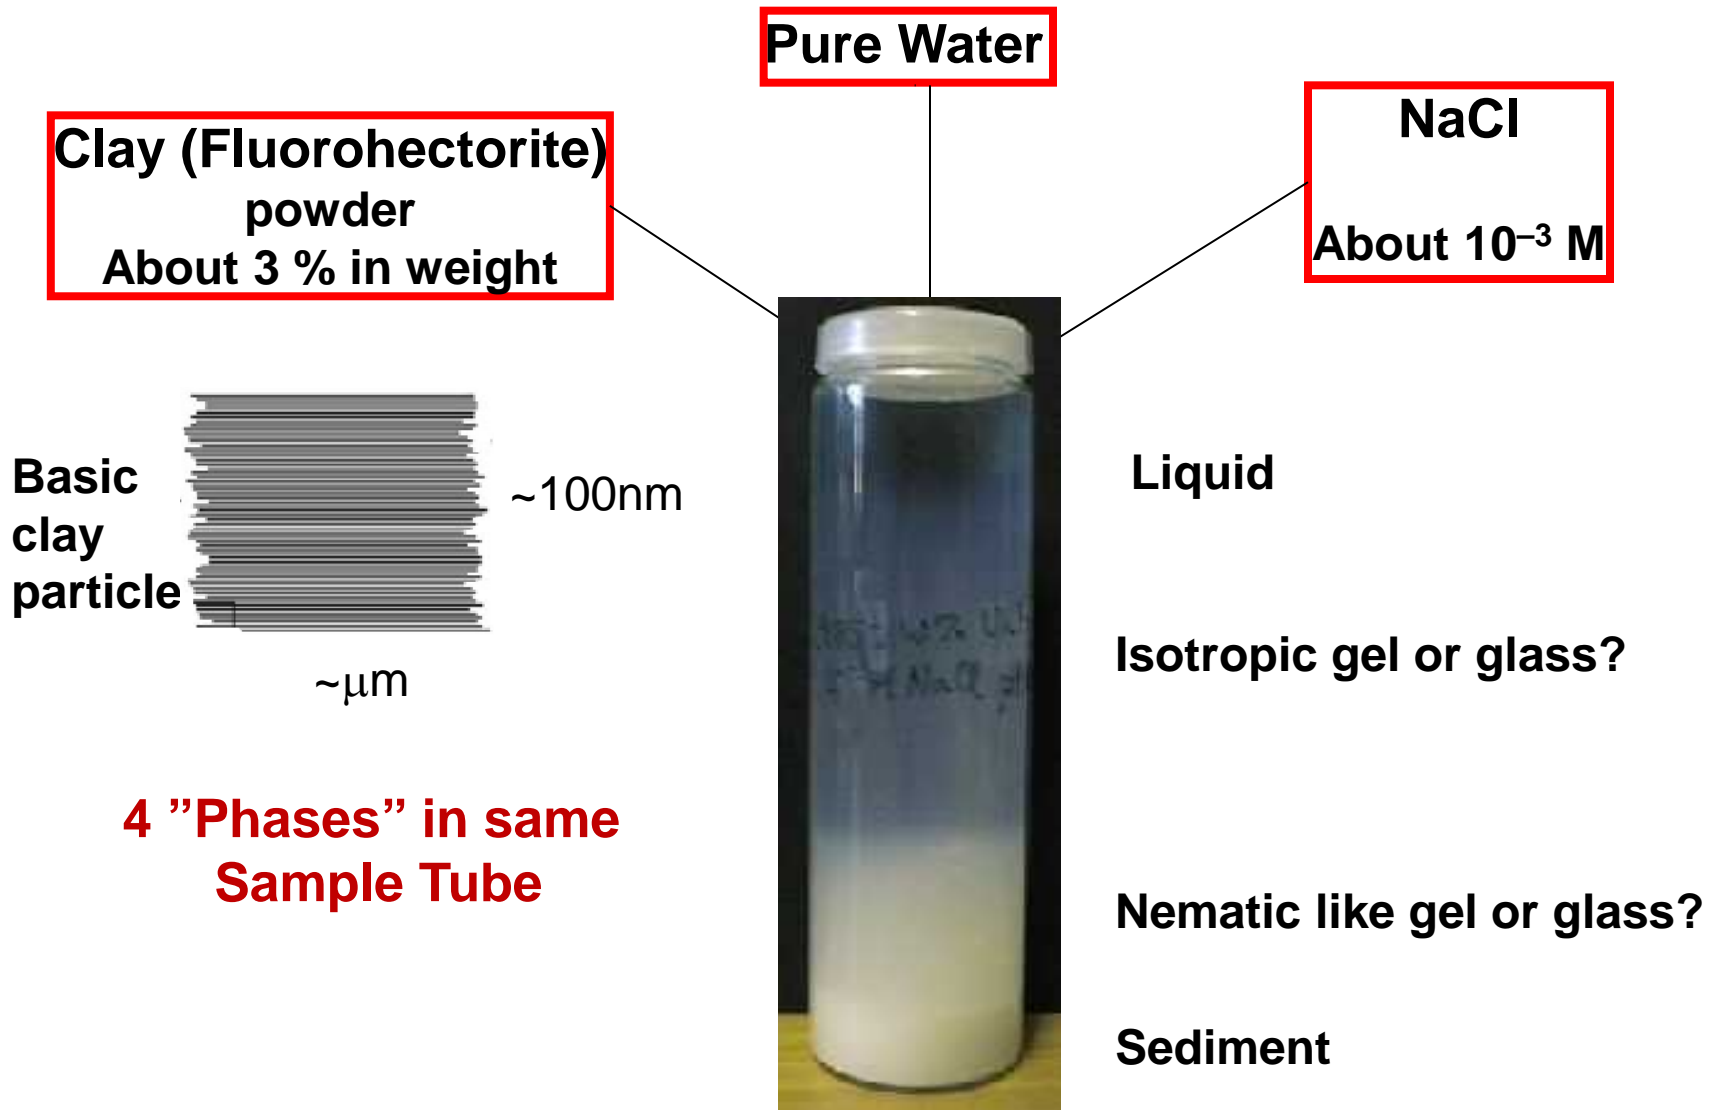 Pure Water
Clay (Fluorohectorite)
powder
About 3 % in weight
NaCl
About 10⁻³ M
Basic
clay
particle
~100nm
~μm
4 ”Phases” in same
Sample Tube
Liquid
Isotropic gel or glass?
Nematic like gel or glass?
Sediment
NaCl